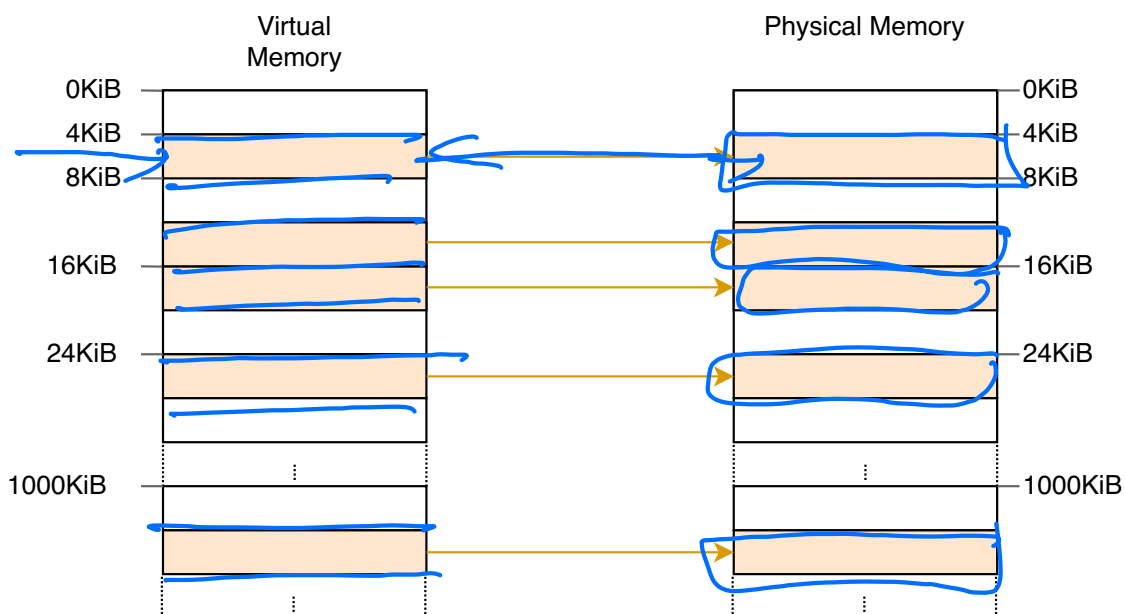 Virtual
Memory
Physical Memory
0KiB
0KiB
4KiB
4KiB
8KiB
8KiB
16KiB
16KiB
24KiB
24KiB
1000KiB
1000KiB